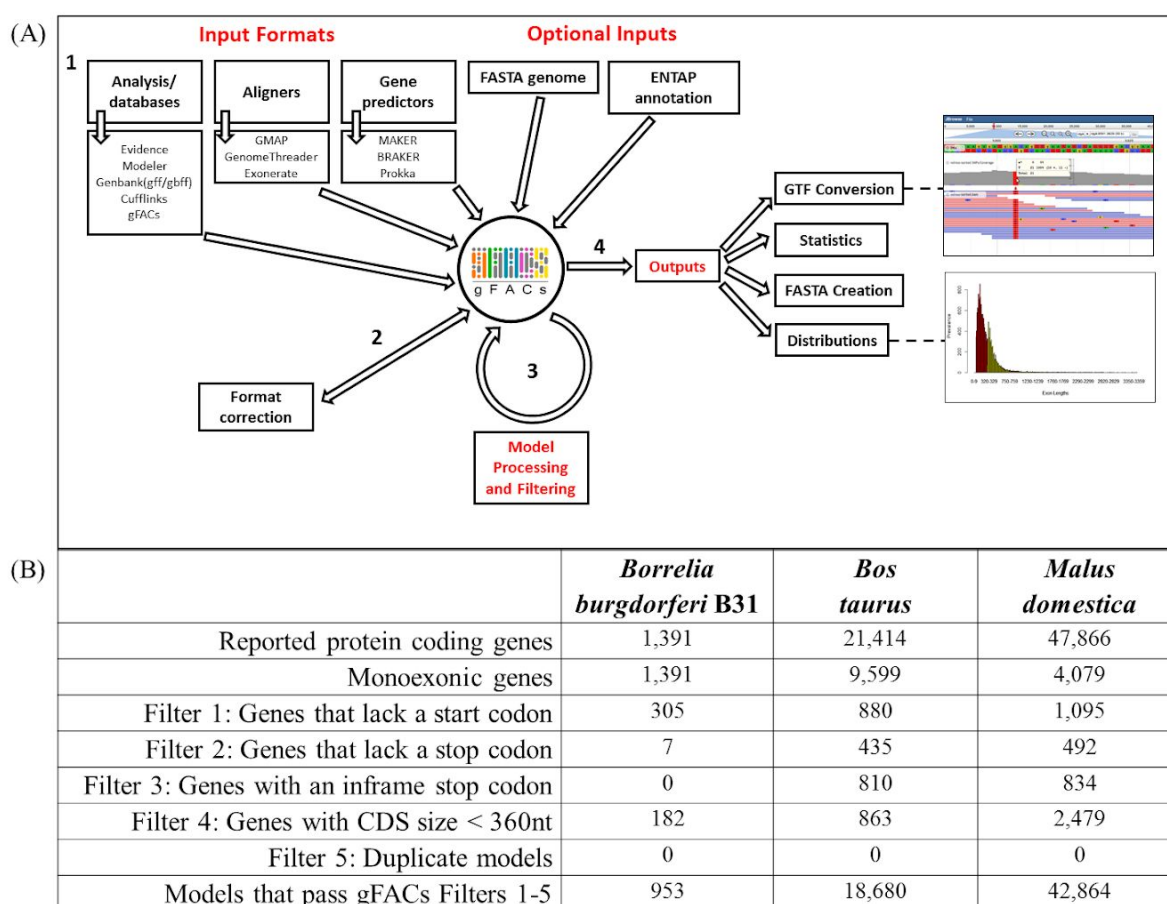 (A)
Input Formats
Optional Inputs
1
Analysis/
databases
Aligners
Gene
predictors
FASTA genome
ENTAP
annotation
Evidence
Modeler
Genbank(gff/gbff)
Cufflinks
gFACs
GMAP
GenomeThreader
Exonerate
MAKER
BRAKER
Prokka
gFACs
2
3
4
Format
correction
Model
Processing
and Filtering
Outputs
GTF Conversion
Statistics
FASTA Creation
Distributions
Prevalence
Exon Lengths
(B)
Borrelia burgdorferi B31 Bos taurus Malus domestica
Reported protein coding genes 1,391 21,414 47,866
Monoexonic genes 1,391 9,599 4,079
Filter 1: Genes that lack a start codon 305 880 1,095
Filter 2: Genes that lack a stop codon 7 435 492
Filter 3: Genes with an inframe stop codon 0 810 834
Filter 4: Genes with CDS size < 360nt 182 863 2,479
Filter 5: Duplicate models 0 0 0
Models that pass gFACs Filters 1-5 953 18,680 42,864